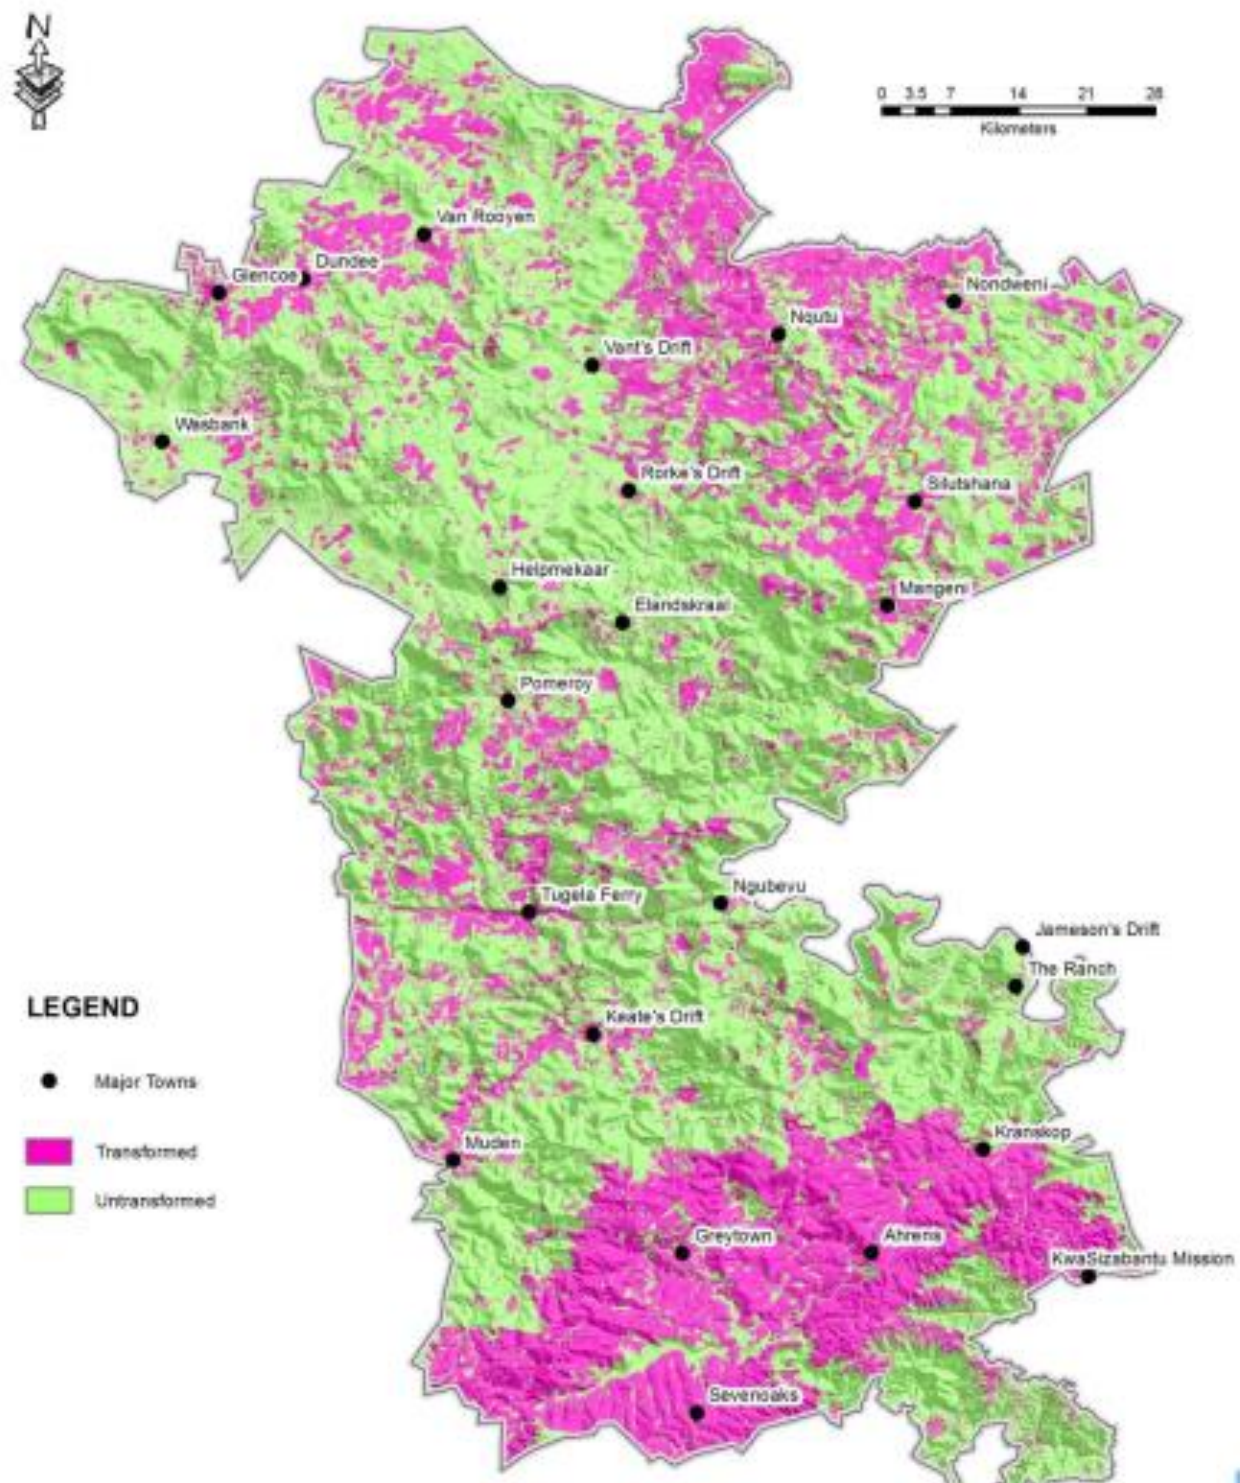 N
0 3.5 7 14 21 28
Kilometers
Van Rooyen
Dundee
Glencoe
Nondweni
Nqutu
Vant's Drift
Wasbank
Rorke's Drift
Silutshana
Helpmekaar
Mangeni
Elandskraal
Pomeroy
Ngubevu
Tugela Ferry
Jameson's Drift
The Ranch
LEGEND
Keate's Drift
Major Towns
Kranskop
Muden
Transformed
Untransformed
Greytown
Ahrens
KwaSizabantu Mission
Sevenoaks